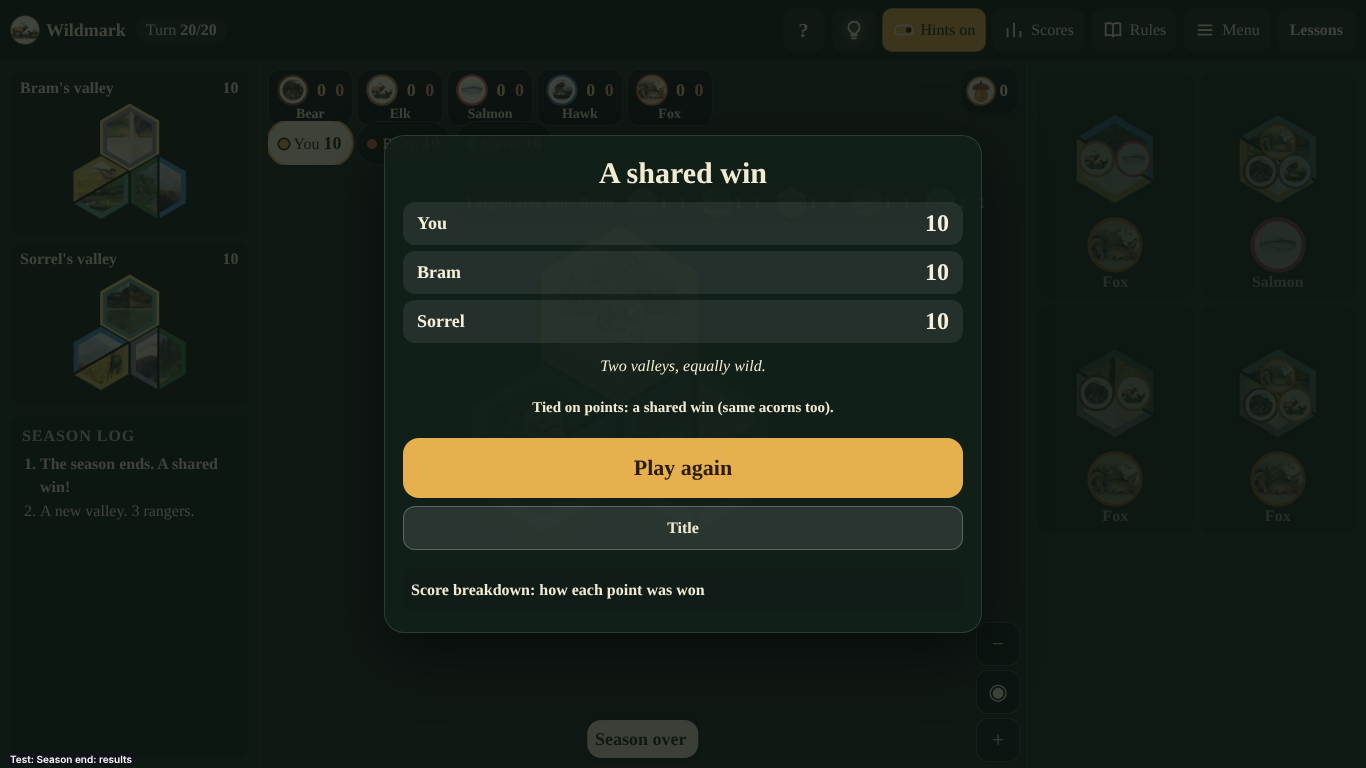 Wildmark
Turn 20/20
?
Hints on
Scores
Rules
Menu
Lessons
Bram's valley 10
Sorrel's valley 10
SEASON LOG
1. The season ends. A shared
win!
2. A new valley. 3 rangers.
0 0
Bear
0 0
Elk
0 0
Salmon
0 0
Hawk
0 0
Fox
0
You 10
A shared win
You 10
Bram 10
Sorrel 10
Two valleys, equally wild.
Tied on points: a shared win (same acorns too).
Play again
Title
Score breakdown: how each point was won
Fox
Salmon
Fox
Fox
−
+
Season over
Test: Season end: results